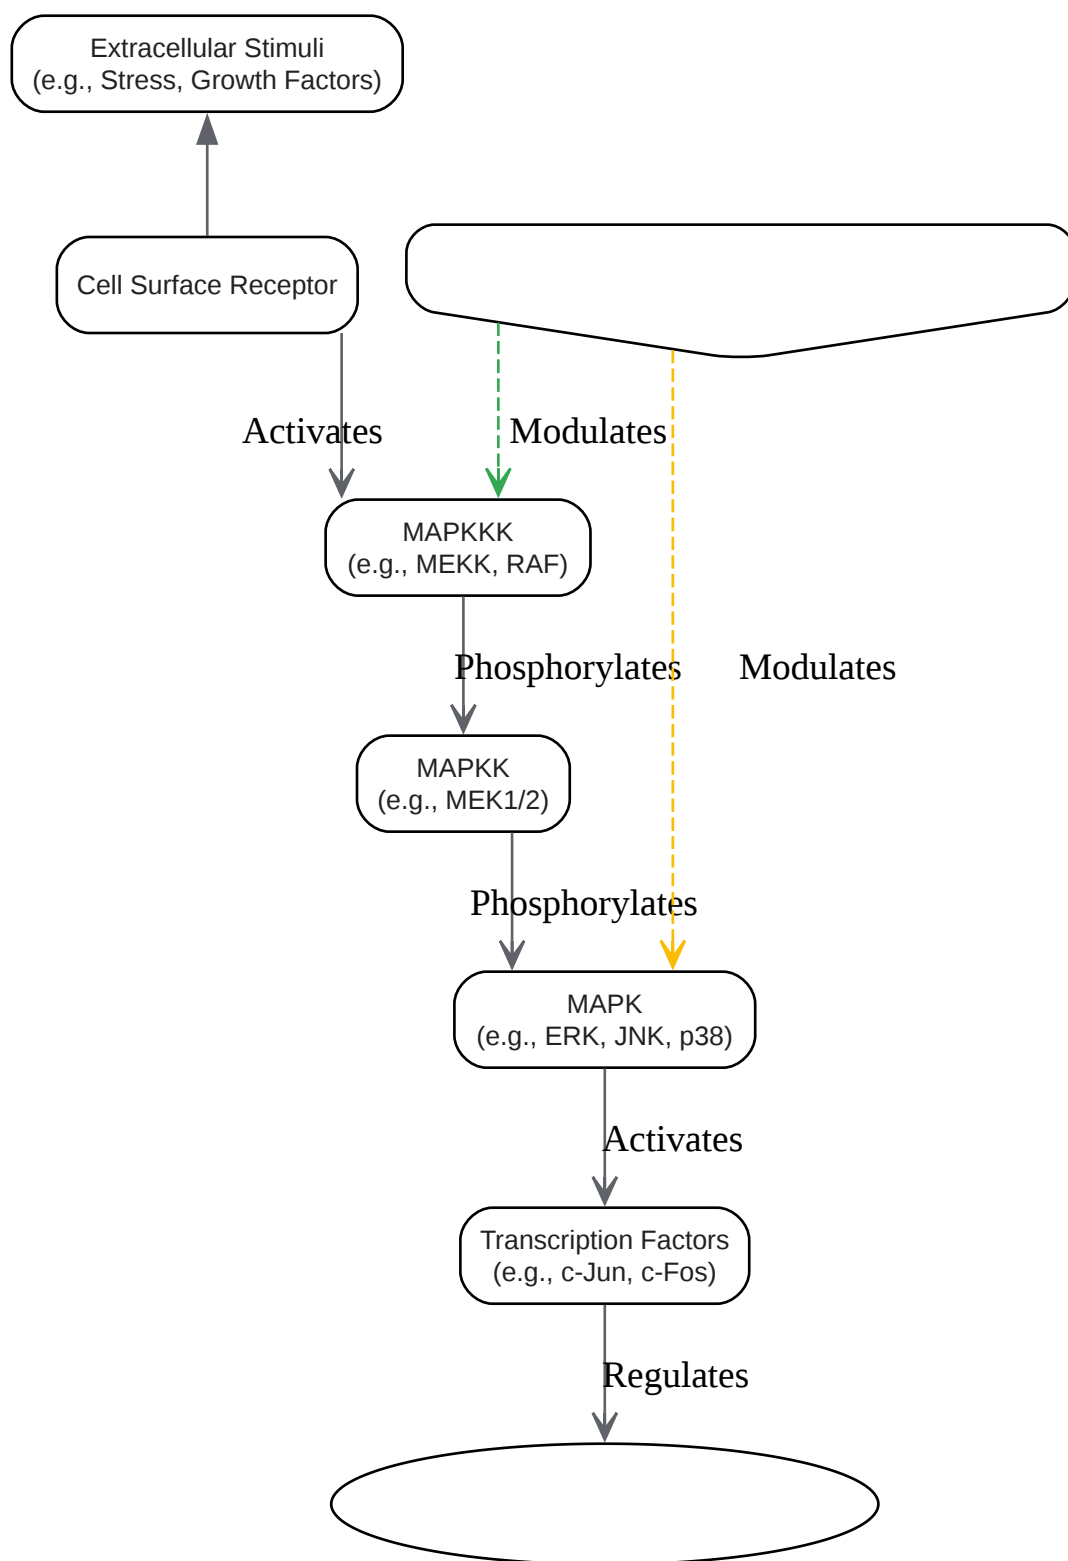 Extracellular Stimuli
(e.g., Stress, Growth Factors)
Cell Surface Receptor
Activates
Modulates
MAPKKK
(e.g., MEKK, RAF)
Phosphorylates
Modulates
MAPKK
(e.g., MEK1/2)
Phosphorylates
MAPK
(e.g., ERK, JNK, p38)
Activates
Transcription Factors
(e.g., c-Jun, c-Fos)
Regulates